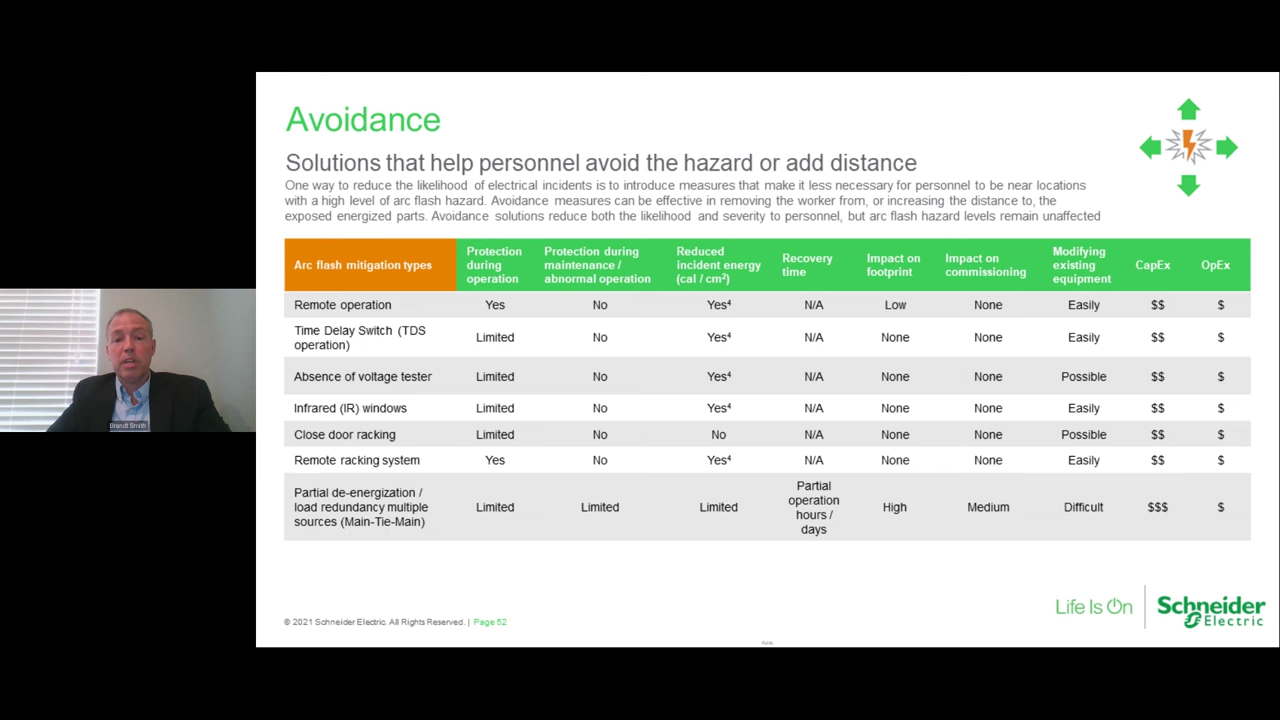 Avoidance
Solutions that help personnel avoid the hazard or add distance
One way to reduce the likelihood of electrical incidents is to introduce measures that make it less necessary for personnel to be near locations
with a high level of arc flash hazard. Avoidance measures can be effective in removing the worker from, or increasing the distance to, the
exposed energized parts. Avoidance solutions reduce both the likelihood and severity to personnel, but arc flash hazard levels remain unaffected
Arc flash mitigation types
Protection
during
operation
Protection during
maintenance /
abnormal operation
Reduced
incident energy
(cal / cm²)
Recovery
time
Impact on
footprint
Impact on
commissioning
Modifying
existing
equipment
CapEx
OpEx
Remote operation Yes No Yes⁴ N/A Low None Easily $$ $
Time Delay Switch (TDS
operation) Limited No Yes⁴ N/A None None Easily $$ $
Absence of voltage tester Limited No Yes⁴ N/A None None Possible $$ $
Infrared (IR) windows Limited No Yes⁴ N/A None None Easily $$ $
Close door racking Limited No No N/A None None Possible $$ $
Remote racking system Yes No Yes⁴ N/A None None Easily $$ $
Partial de-energization /
load redundancy multiple
sources (Main-Tie-Main)
Limited Limited Limited
Partial
operation
hours /
days
High Medium Difficult $$$ $
Brandt Smith
Life Is On
Schneider
Electric
© 2021 Schneider Electric. All Rights Reserved. | Page 52